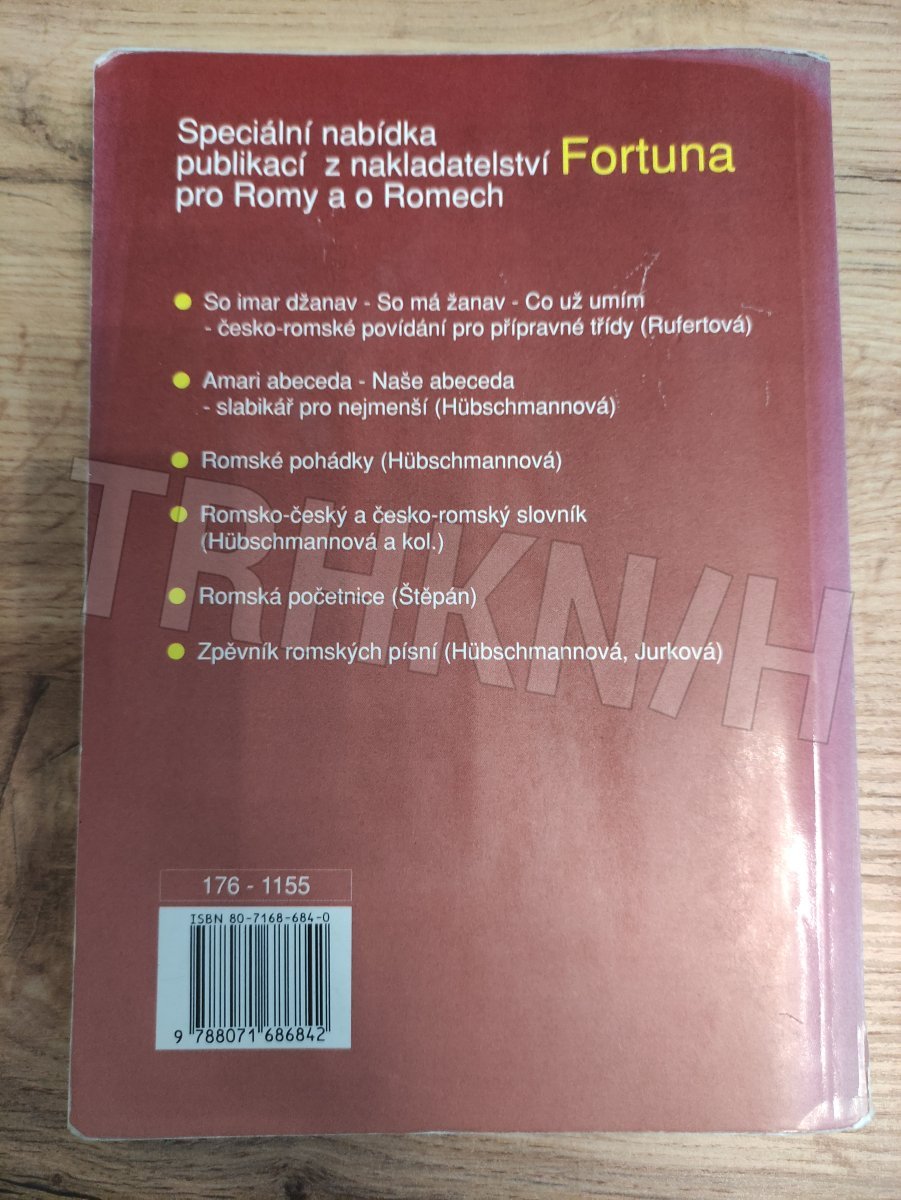 Speciální nabídka
publikací z nakladatelství Fortuna
pro Romy a o Romech
So imar džanav - So má žanav - Co už umím
- česko-romské povídání pro přípravné třídy (Rufertová)
Amari abeceda - Naše abeceda
- slabikář pro nejmenší (Hübschmannová)
Romské pohádky (Hübschmannová)
Romsko-český a česko-romský slovník
(Hübschmannová a kol.)
Romská početnice (Štěpán)
Zpěvník romských písní (Hübschmannová, Jurková)
TRHKNIH
176 - 1155
ISBN 80-7168-684-0
9 788071 686842